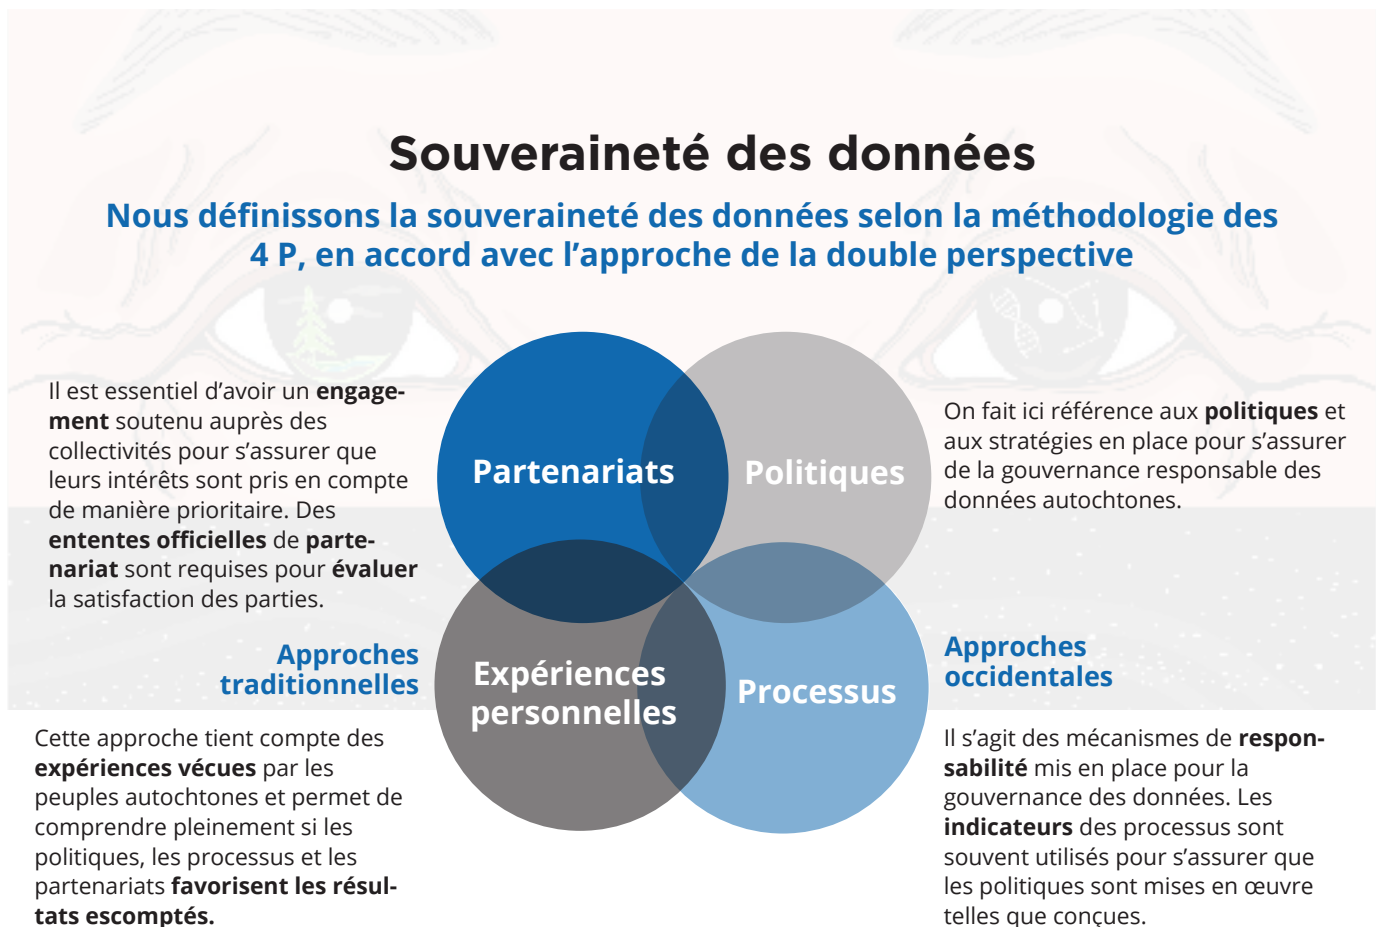 Souveraineté des données
Nous définissons la souveraineté des données selon la méthodologie des
4 P, en accord avec l’approche de la double perspective
Il est essentiel d’avoir un engage-
ment soutenu auprès des
collectivités pour s’assurer que
leurs intérêts sont pris en compte
de manière prioritaire. Des
ententes officielles de parte-
nariat sont requises pour évaluer
la satisfaction des parties.
Partenariats
Politiques
On fait ici référence aux politiques et
aux stratégies en place pour s’assurer
de la gouvernance responsable des
données autochtones.
Approches
traditionnelles
Expériences
personnelles
Processus
Approches
occidentales
Cette approche tient compte des
expériences vécues par les
peuples autochtones et permet de
comprendre pleinement si les
politiques, les processus et les
partenariats favorisent les résul-
tats escomptés.
Il s’agit des mécanismes de respon-
sabilité mis en place pour la
gouvernance des données. Les
indicateurs des processus sont
souvent utilisés pour s’assurer que
les politiques sont mises en œuvre
telles que conçues.